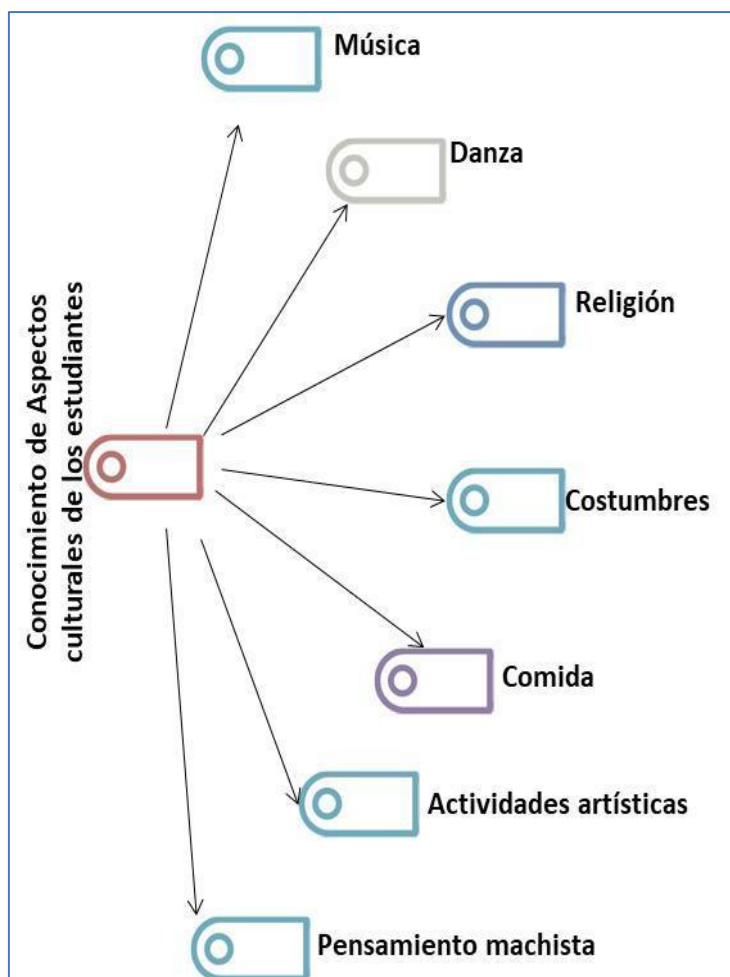 Conocimiento de Aspectos
culturales de los estudiantes
Música
Danza
Religión
Costumbres
Comida
Actividades artísticas
Pensamiento machista